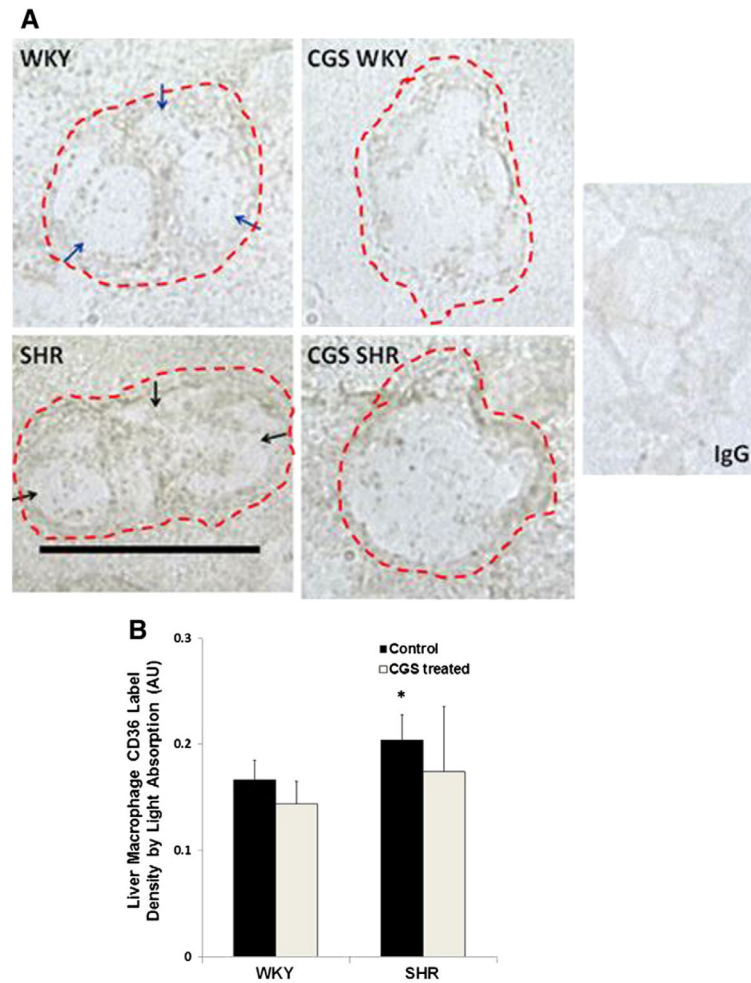 A
WKY
CGS WKY
SHR
CGS SHR
IgG
B
Liver Macrophage CD36 Label
Density by Light Absorption (AU)
0.3
0.2
0.1
0
Control
CGS treated
*
WKY
SHR